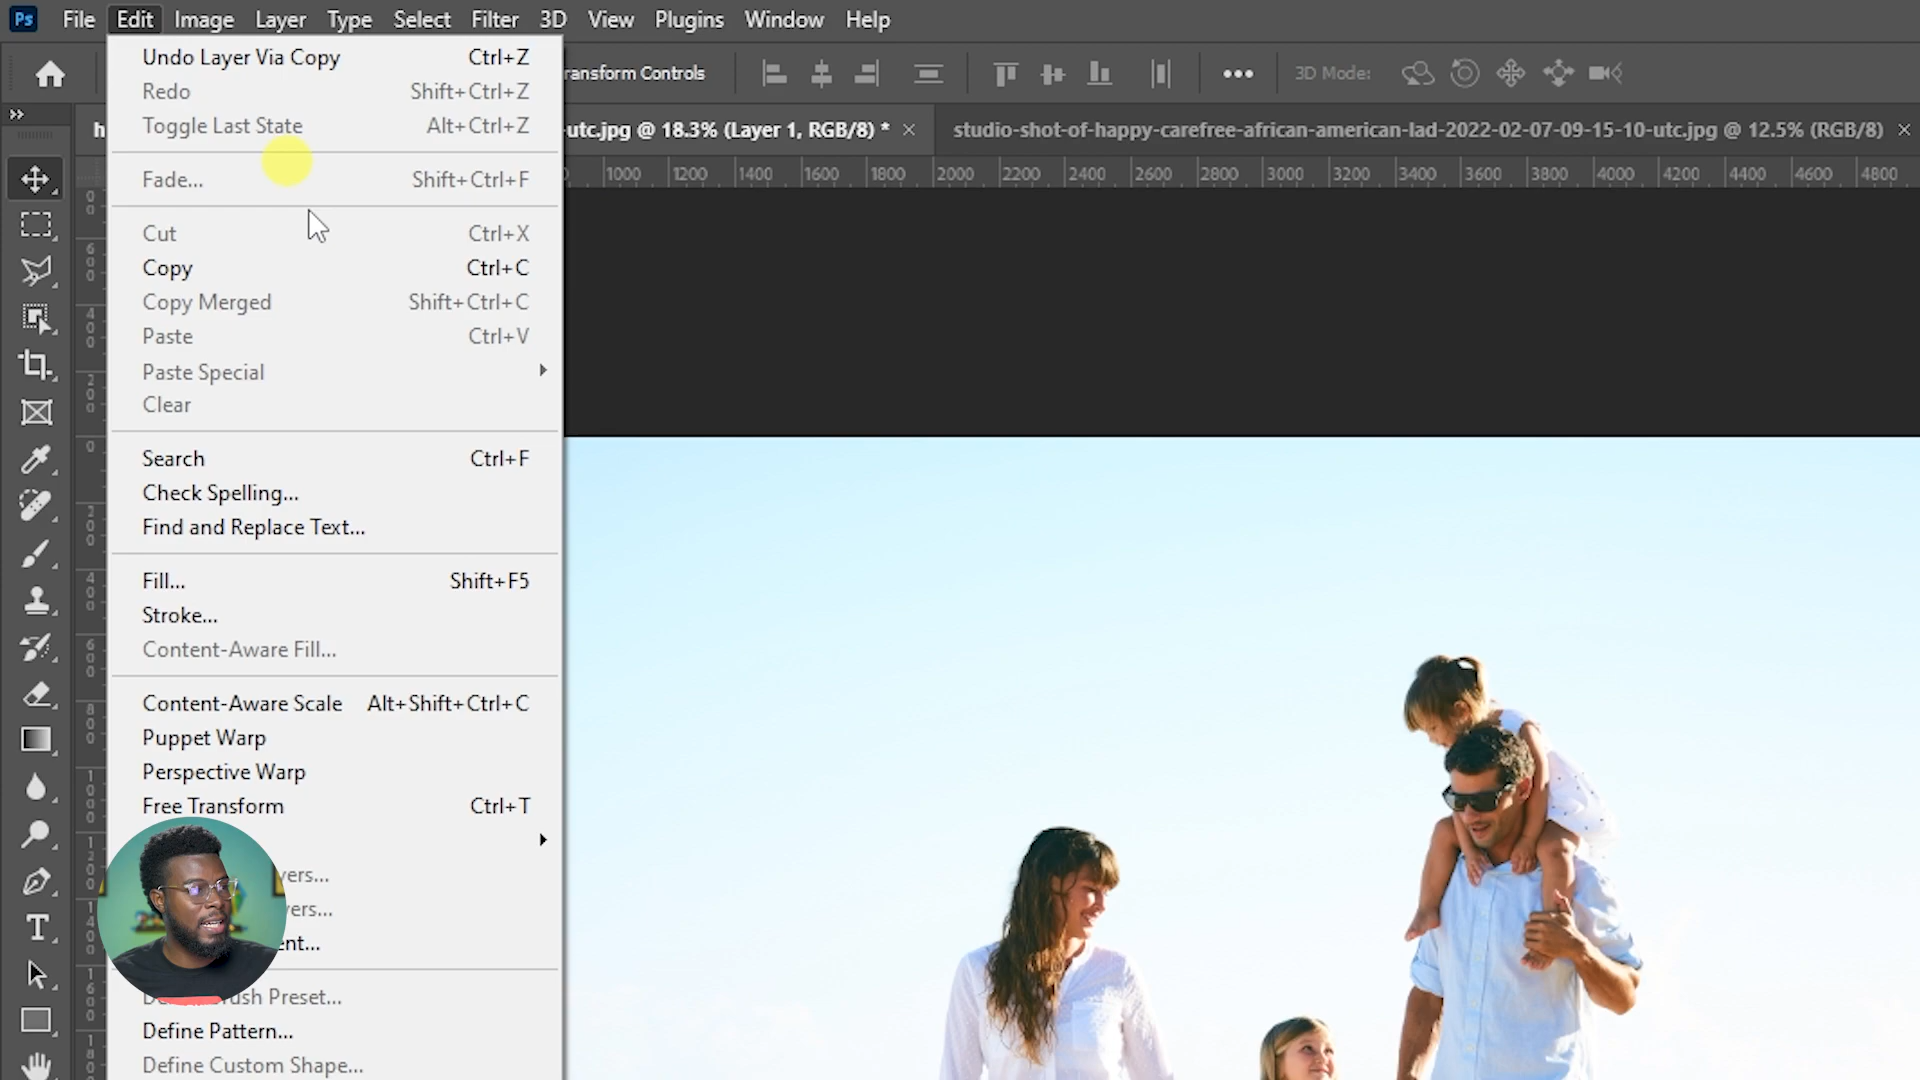 Ps File Edit Image Layer Type Select Filter 3D View Plugins Window Help
ransform Controls 3D Mode:
-utc.jpg @ 18.3% (Layer 1, RGB/8) * × studio-shot-of-happy-carefree-african-american-lad-2022-02-07-09-15-10-utc.jpg @ 12.5% (RGB/8) ×
1000 1200 1400 1600 1800 2000 2200 2400 2600 2800 3000 3200 3400 3600 3800 4000 4200 4400 4600 4800
Undo Layer Via Copy Ctrl+Z
Redo Shift+Ctrl+Z
Toggle Last State Alt+Ctrl+Z
Fade... Shift+Ctrl+F
Cut Ctrl+X
Copy Ctrl+C
Copy Merged Shift+Ctrl+C
Paste Ctrl+V
Paste Special
Clear
Search Ctrl+F
Check Spelling...
Find and Replace Text...
Fill... Shift+F5
Stroke...
Content-Aware Fill...
Content-Aware Scale Alt+Shift+Ctrl+C
Puppet Warp
Perspective Warp
Free Transform Ctrl+T
yers...
yers...
ent...
Preset...
Define Pattern...
Define Custom Shape...